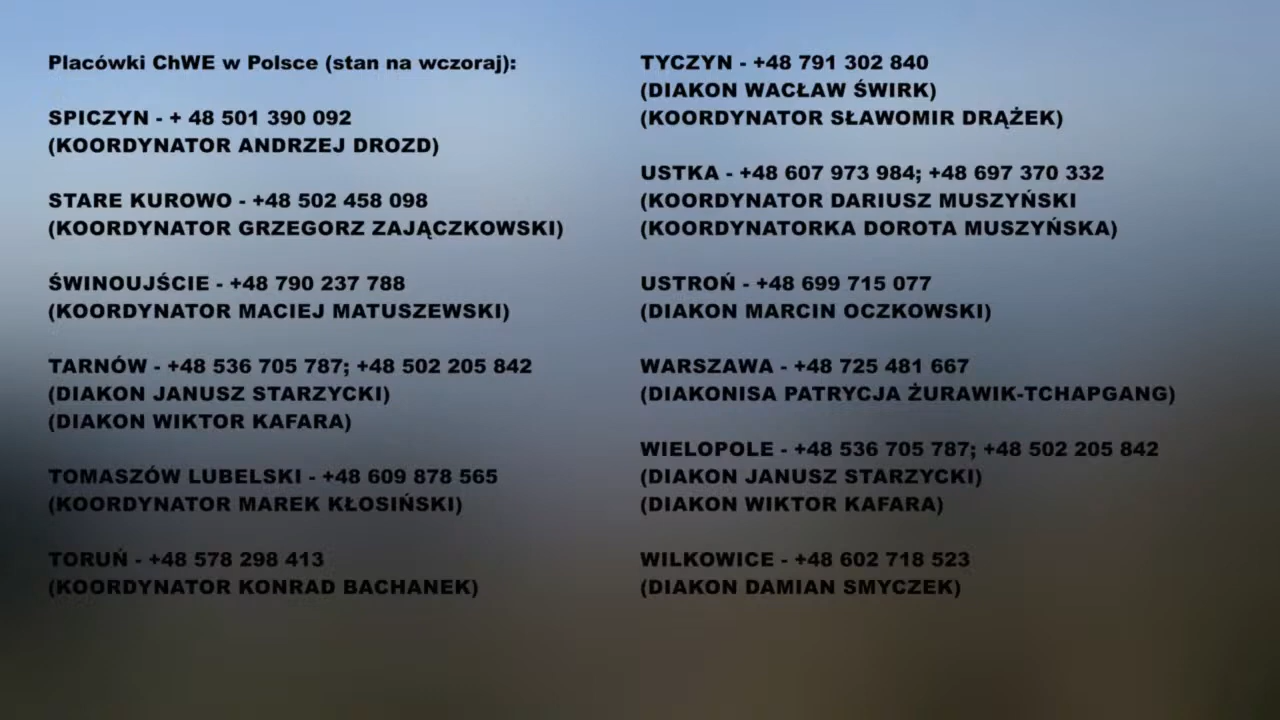 Placówki ChWE w Polsce (stan na wczoraj):
SPICZYN - + 48 501 390 092
(KOORDYNATOR ANDRZEJ DROZD)
STARE KUROWO - +48 502 458 098
(KOORDYNATOR GRZEGORZ ZAJĄCZKOWSKI)
ŚWINOUJŚCIE - +48 790 237 788
(KOORDYNATOR MACIEJ MATUSZEWSKI)
TARNÓW - +48 536 705 787; +48 502 205 842
(DIAKON JANUSZ STARZYCKI)
(DIAKON WIKTOR KAFARA)
TOMASZÓW LUBELSKI - +48 609 878 565
(KOORDYNATOR MAREK KŁOSIŃSKI)
TORUŃ - +48 578 298 413
(KOORDYNATOR KONRAD BACHANEK)
TYCZYN - +48 791 302 840
(DIAKON WACŁAW ŚWIRK)
(KOORDYNATOR SŁAWOMIR DRĄŻEK)
USTKA - +48 607 973 984; +48 697 370 332
(KOORDYNATOR DARIUSZ MUSZYŃSKI
(KOORDYNATORKA DOROTA MUSZYŃSKA)
USTROŃ - +48 699 715 077
(DIAKON MARCIN OCZKOWSKI)
WARSZAWA - +48 725 481 667
(DIAKONISA PATRYCJA ŻURAWIK-TCHAPGANG)
WIELOPOLE - +48 536 705 787; +48 502 205 842
(DIAKON JANUSZ STARZYCKI)
(DIAKON WIKTOR KAFARA)
WILKOWICE - +48 602 718 523
(DIAKON DAMIAN SMYCZEK)